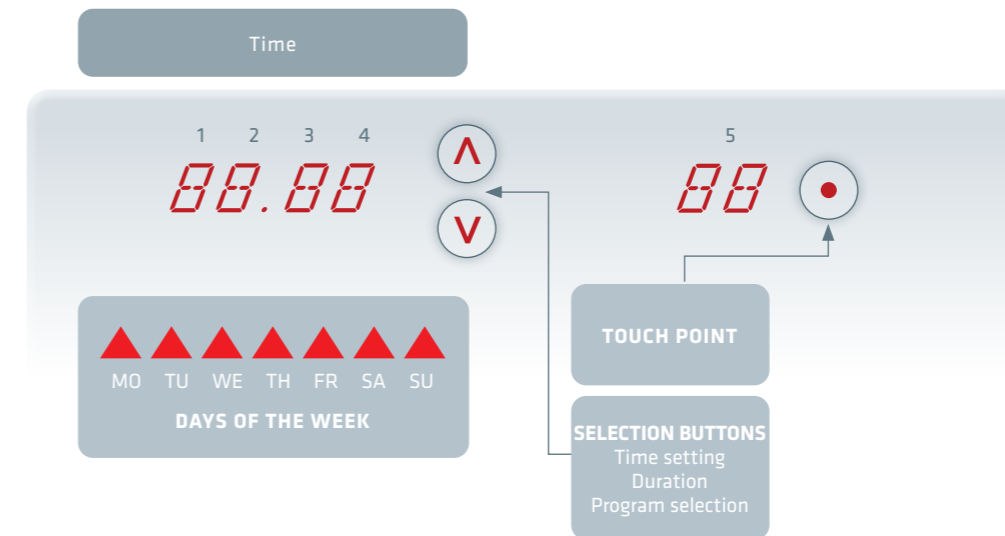 Time
1 2 3 4
5
88.88
88
TOUCH POINT
MO TU WE TH FR SA SU
DAYS OF THE WEEK
SELECTION BUTTONS
Time setting
Duration
Program selection